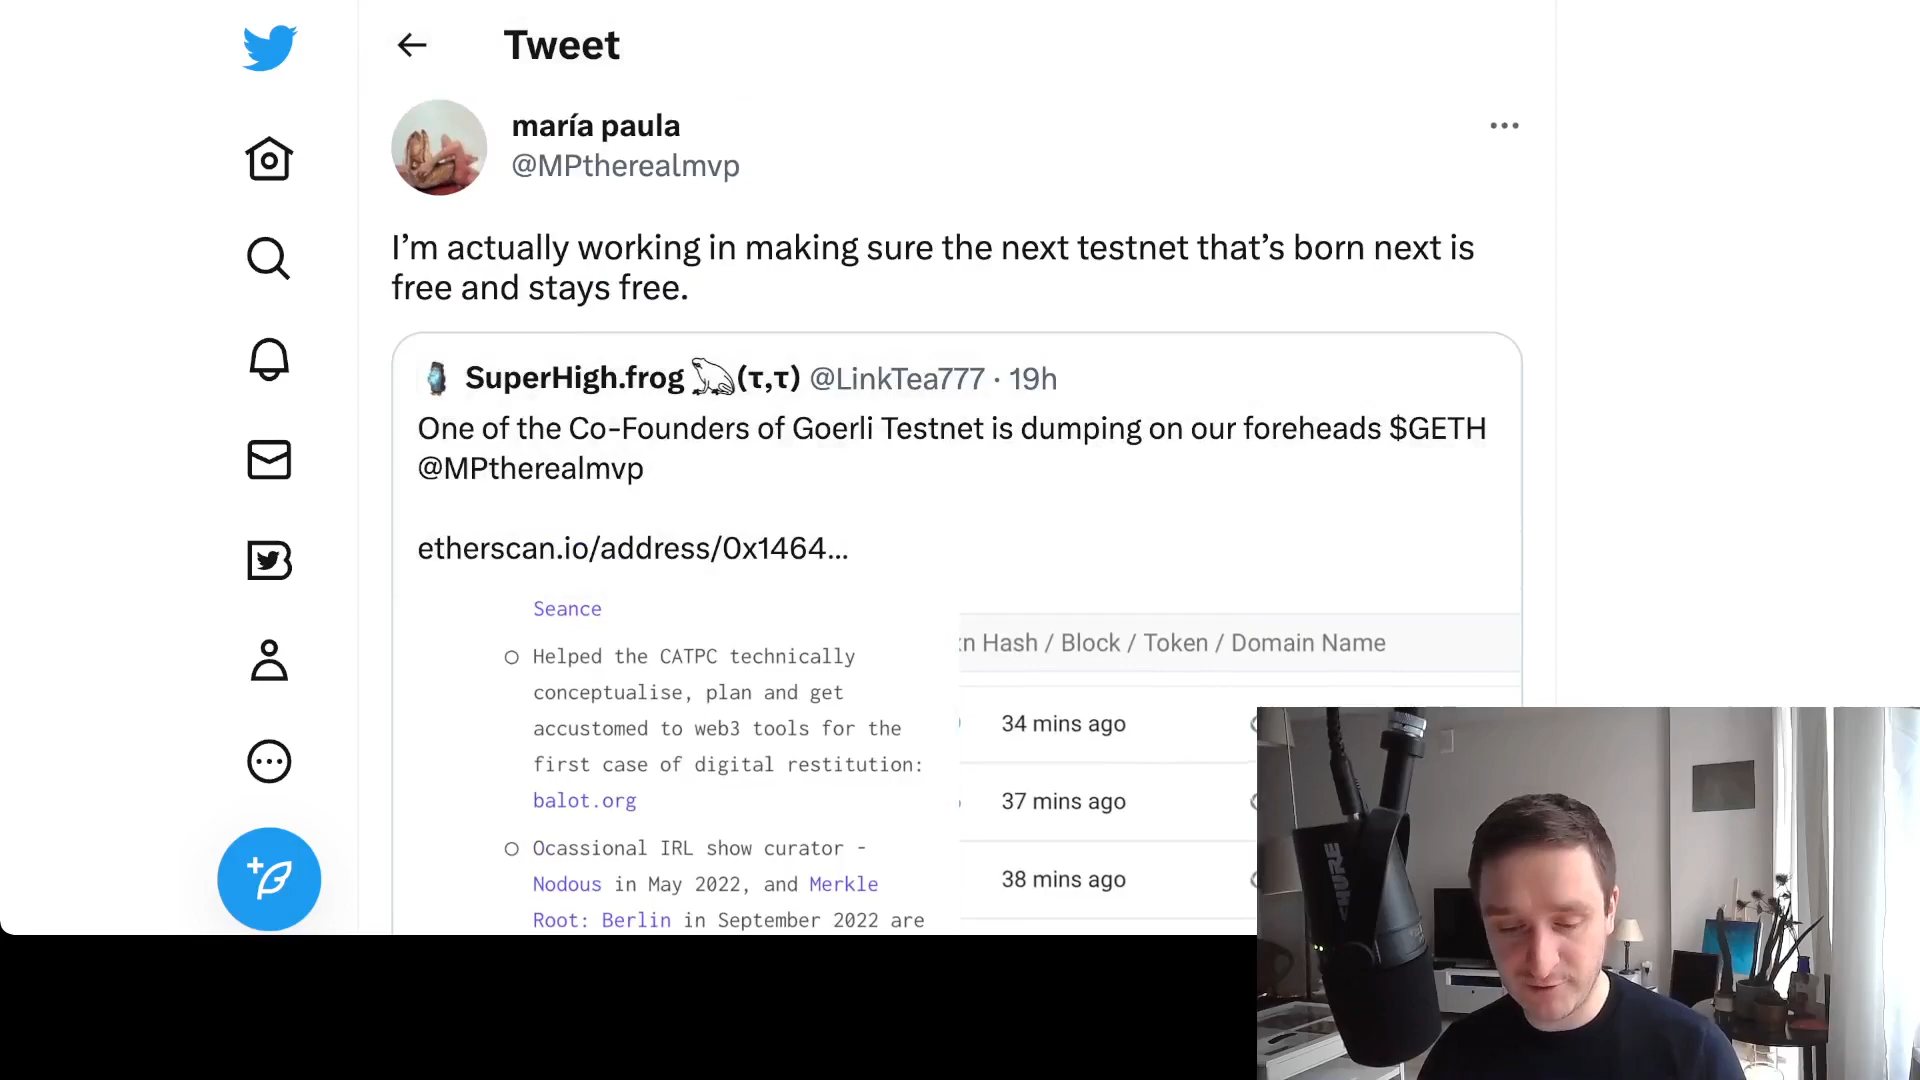 Tweet
maría paula
@MPtherealmvp
I’m actually working in making sure the next testnet that’s born next is
free and stays free.
SuperHigh.frog (τ,τ) @LinkTea777 · 19h
One of the Co-Founders of Goerli Testnet is dumping on our foreheads $GETH
@MPtherealmvp
etherscan.io/address/0x1464...
Seance
Helped the CATPC technically
conceptualise, plan and get
accustomed to web3 tools for the
first case of digital restitution:
balot.org
Ocassional IRL show curator -
Nodous in May 2022, and Merkle
Root: Berlin in September 2022 are
Hash / Block / Token / Domain Name
34 mins ago
37 mins ago
38 mins ago
SHURE